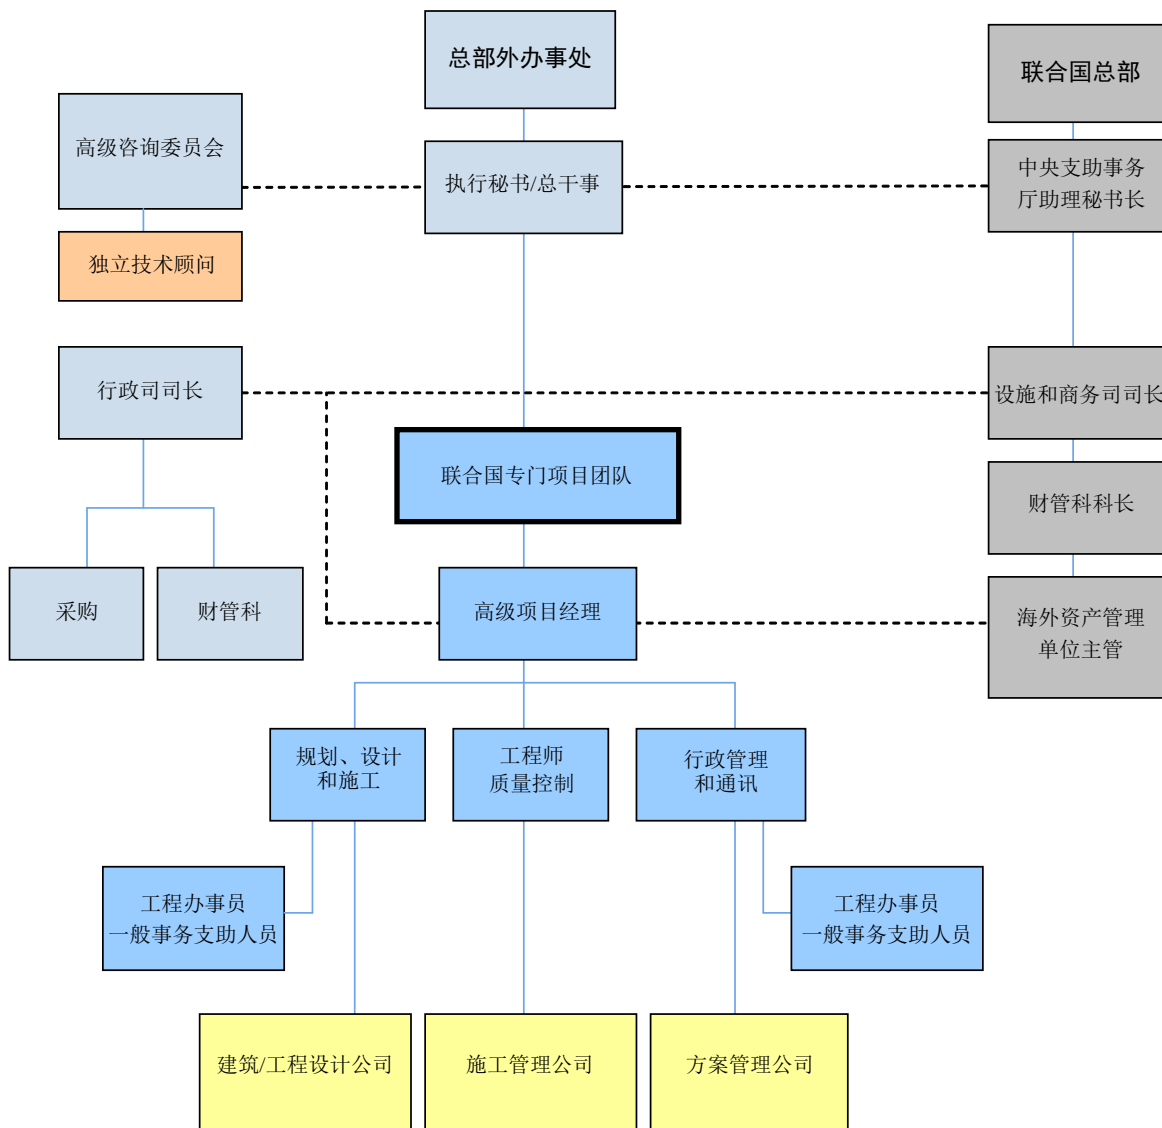 总部外办事处
联合国总部
高级咨询委员会
执行秘书/总干事
中央支助事务
厅助理秘书长
独立技术顾问
行政司司长
设施和商务司司长
联合国专门项目团队
财管科科长
采购
财管科
高级项目经理
海外资产管理
单位主管
规划、设计
和施工
工程师
质量控制
行政管理
和通讯
工程办事员
一般事务支助人员
工程办事员
一般事务支助人员
建筑/工程设计公司
施工管理公司
方案管理公司